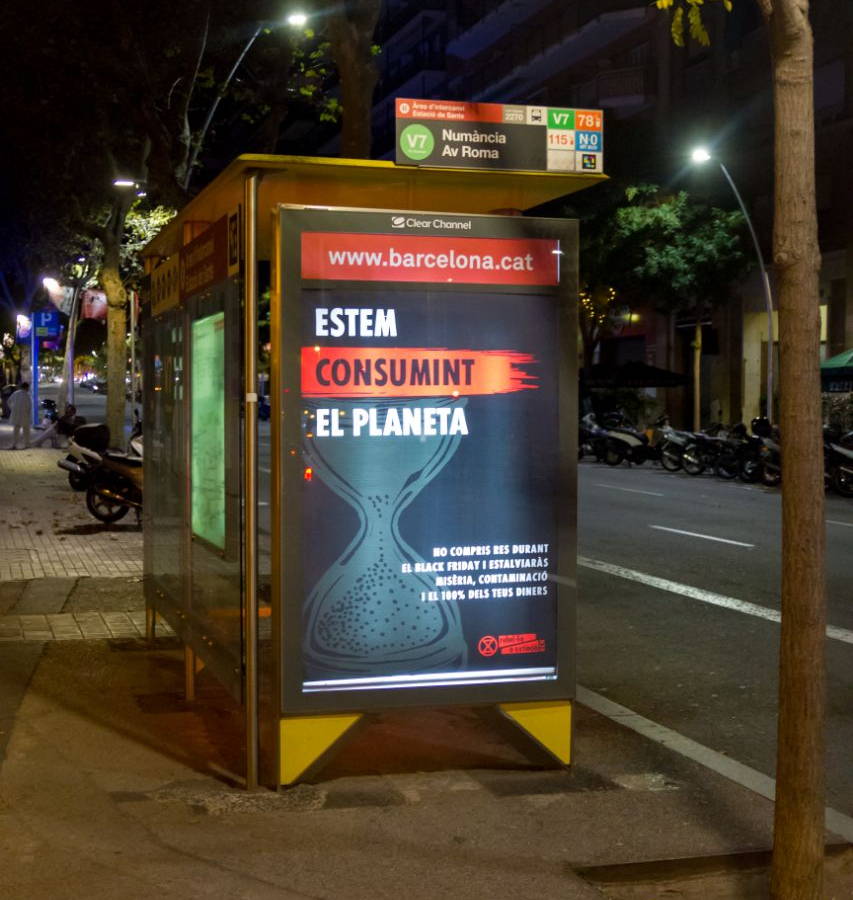 Àrea d'intercanvi
Estació de Sants
2270
V7
78
115
N0
V7
Numància
Av Roma
Clear Channel
www.barcelona.cat
ESTEM
CONSUMINT
EL PLANETA
NO COMPRIS RES DURANT
EL BLACK FRIDAY I ESTALVIARÀS
MISÈRIA, CONTAMINACIÓ
I EL 100% DELS TEUS DINERS
P